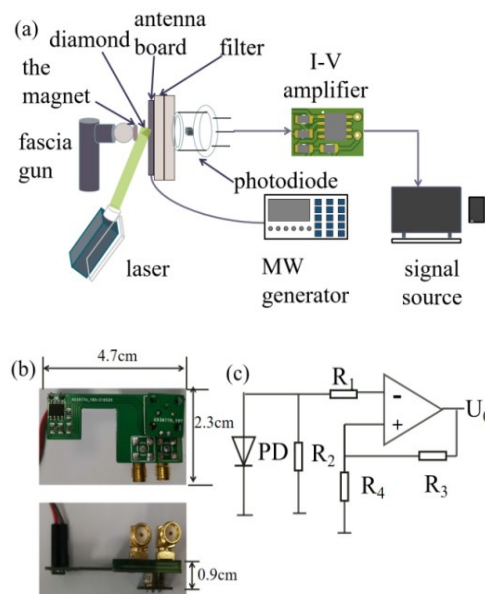 (a)
antenna
board
diamond
filter
the magnet
I-V
amplifier
fascia
gun
photodiode
laser
MW
generator
signal
source
(b)
4.7cm
2.3cm
0.9cm
(c)
R1
U
PD
R2
R4
R3
-
+